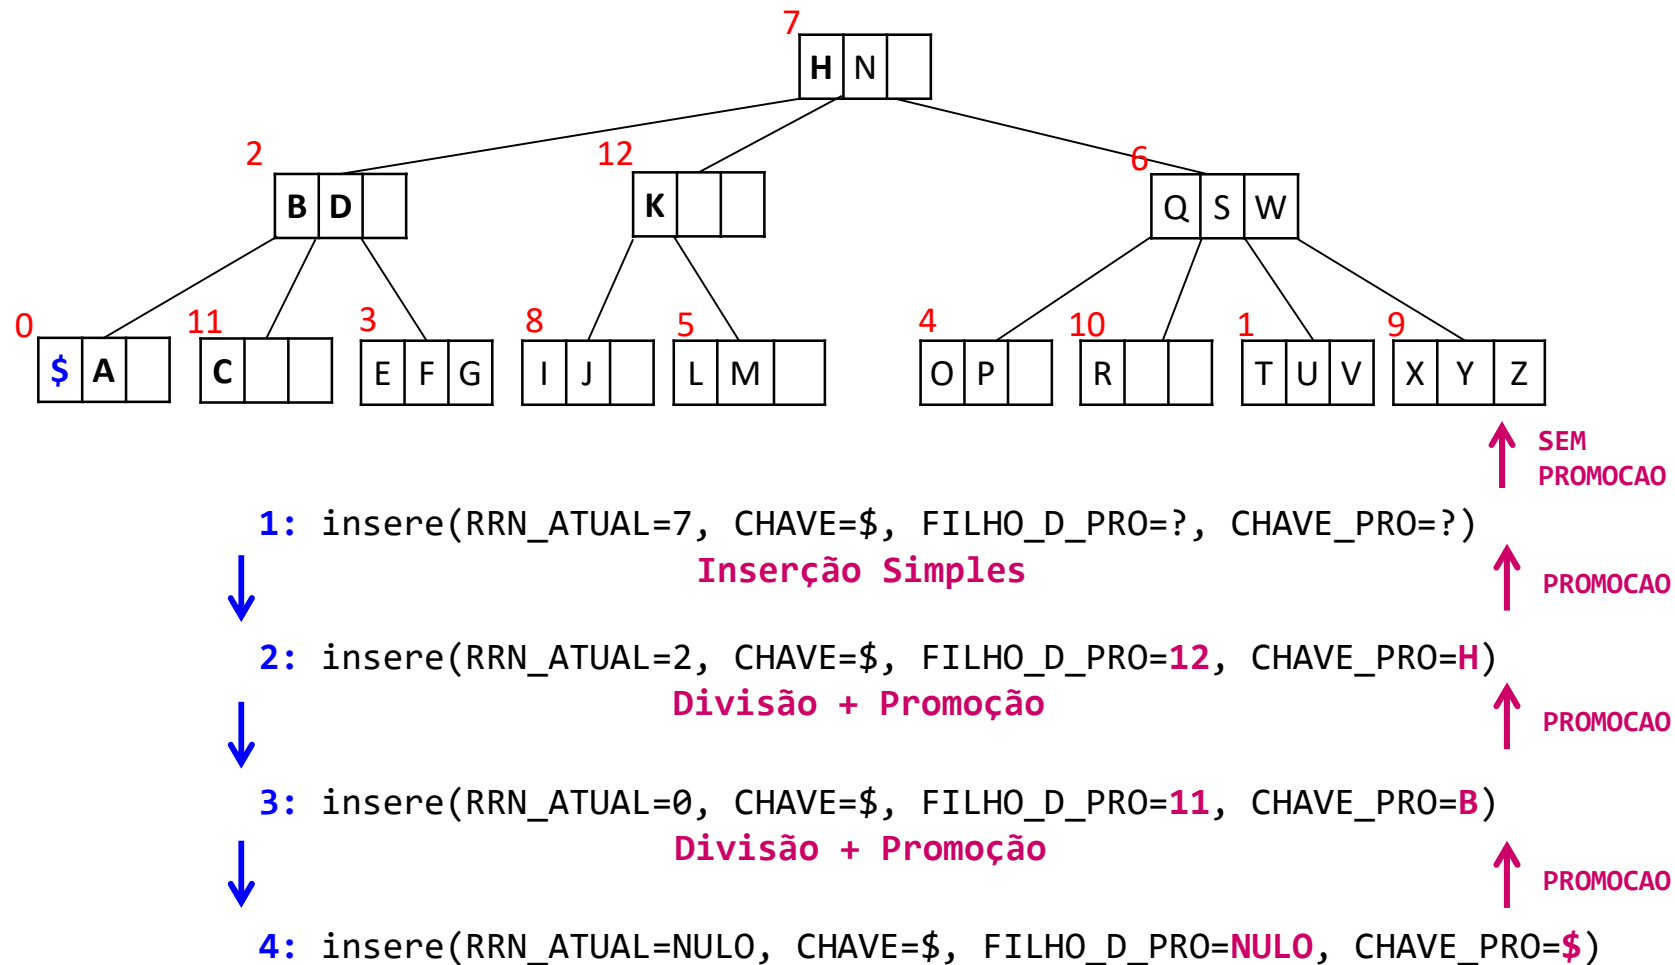 7
H N
2 12 6
B D K Q S W
0 11 3 8 5 4 10 1 9
$ A C E F G I J L M O P R T U V X Y Z
SEM
PROMOCAO
1: insere(RRN_ATUAL=7, CHAVE=$, FILHO_D_PRO=?, CHAVE_PRO=?)
Inserção Simples
PROMOCAO
2: insere(RRN_ATUAL=2, CHAVE=$, FILHO_D_PRO=12, CHAVE_PRO=H)
Divisão + Promoção
PROMOCAO
3: insere(RRN_ATUAL=0, CHAVE=$, FILHO_D_PRO=11, CHAVE_PRO=B)
Divisão + Promoção
PROMOCAO
4: insere(RRN_ATUAL=NULO, CHAVE=$, FILHO_D_PRO=NULO, CHAVE_PRO=$)